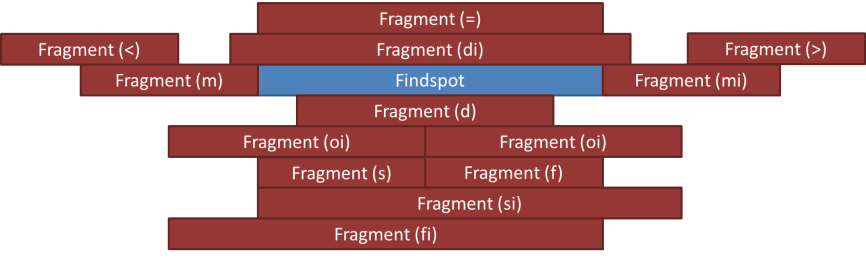 Fragment (=)
Fragment (<) Fragment (di) Fragment (>)
Fragment (m) Findspot Fragment (mi)
Fragment (d)
Fragment (oi) Fragment (oi)
Fragment (s) Fragment (f)
Fragment (si)
Fragment (fi)